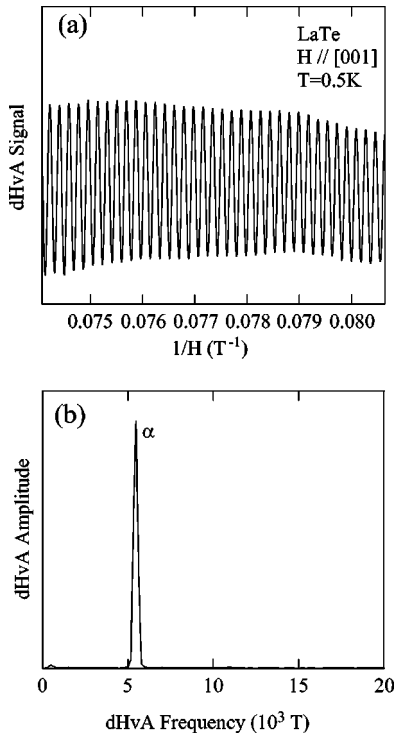 (a)
LaTe
H // [001]
T=0.5K
dHvA Signal
0.075 0.076 0.077 0.078 0.079 0.080
1/H (T⁻¹)
(b)
α
dHvA Amplitude
0 5 10 15 20
dHvA Frequency (10³ T)